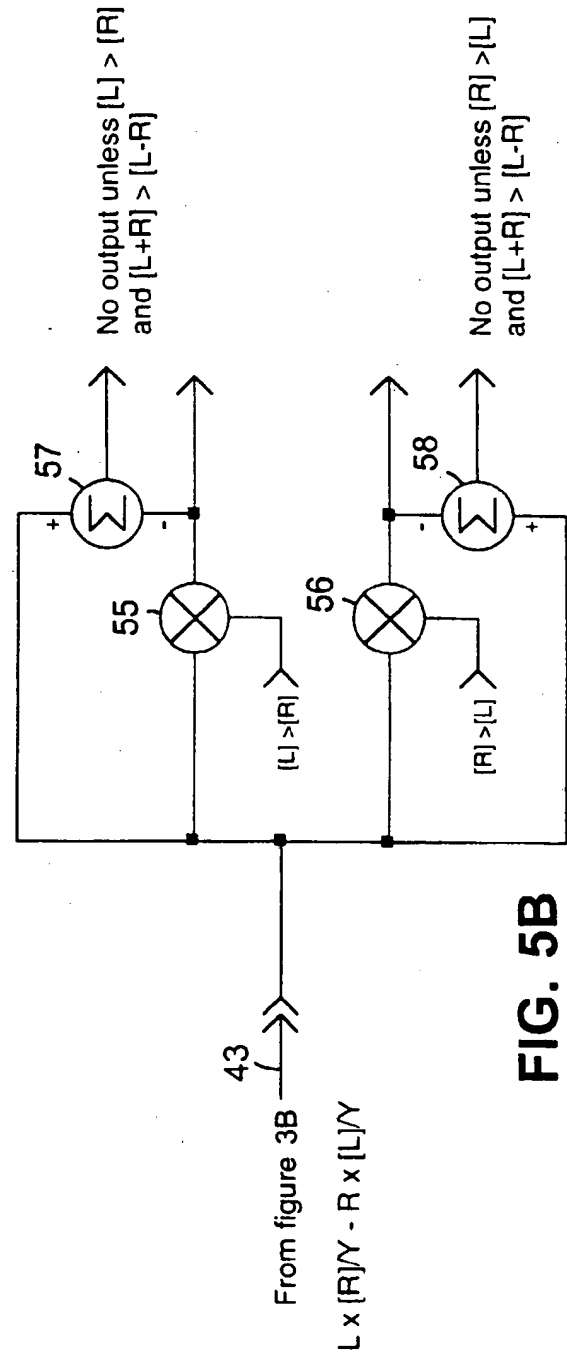 From figure 3B
43
L x [R]/Y - R x [L]/Y
+
57
-
No output unless [L] > [R]
and [L+R] > [L-R]
55
[L] >[R]
56
[R] >[L]
-
58
+
No output unless [R] >[L]
and [L+R] > [L-R]
Σ
Σ
FIG. 5B